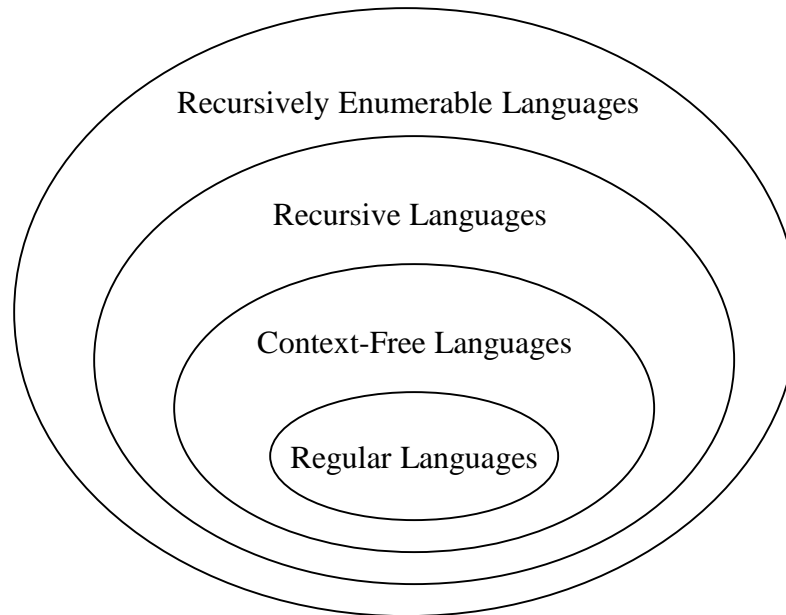 Recursively Enumerable Languages
Recursive Languages
Context-Free Languages
Regular Languages